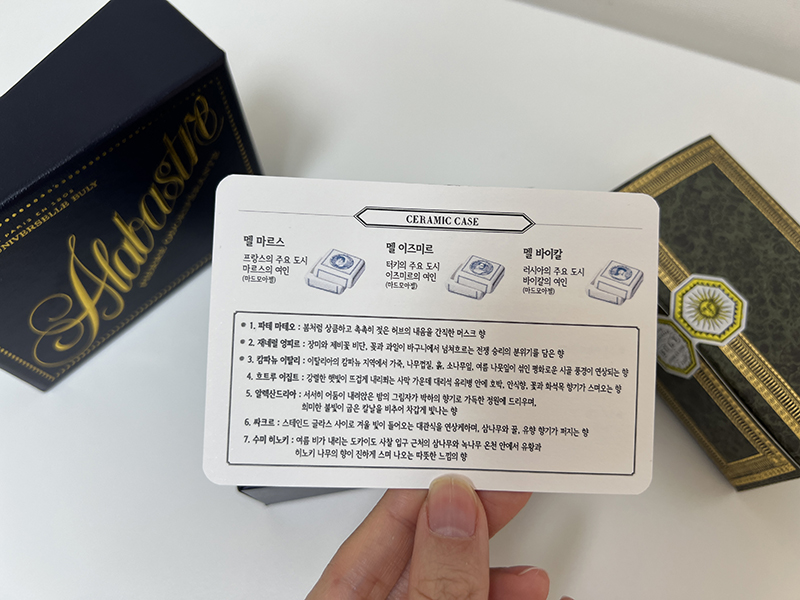 PARIS EN 1803
UNIVERSELLE BULY
Alabastre
CERAMIC CASE
멜 마르스
프랑스의 주요 도시
마르스의 여인
(마드모아젤)
멜 이즈미르
터키의 주요 도시
이즈미르의 여인
(마드모아젤)
멜 바이칼
러시아의 주요 도시
바이칼의 여인
(마드모아젤)
1. 파테 마테오 : 봄처럼 상큼하고 촉촉히 젖은 허브의 내음을 간직한 머스크 향
2. 제네럴 엉피르 : 장미와 제비꽃 비단, 꽃과 과일이 바구니에서 넘쳐흐르는 전쟁 승리의 분위기를 담은 향
3. 캄파뉴 이탈리 : 이탈리아의 캄파뉴 지역에서 가죽, 나무껍질, 흙, 소나무잎, 여름 나뭇잎이 섞인 평화로운 시골 풍경이 연상되는 향
4. 흐트루 이집트 : 강렬한 햇빛이 뜨겁게 내리쬐는 사막 가운데 대리석 유리병 안에 호박, 안식향, 꽃과 화석목 향기가 스며오는 향
5. 알렉산드리아 : 서서히 어둠이 내려앉은 밤의 그림자가 박하의 향기로 가득한 정원에 드리우며,
희미한 불빛이 굽은 칼날을 비추어 차갑게 빛나는 향
6. 싸크르 : 스테인드 글라스 사이로 겨울 빛이 들어오는 대관식을 연상케하며, 삼나무와 꿀, 유향 향기가 퍼지는 향
7. 수미 히노키 : 여름 비가 내리는 도카이도 사찰 입구 근처의 삼나무와 녹나무 온천 안에서 유황과
히노키 나무의 향이 진하게 스며 나오는 따뜻한 느낌의 향